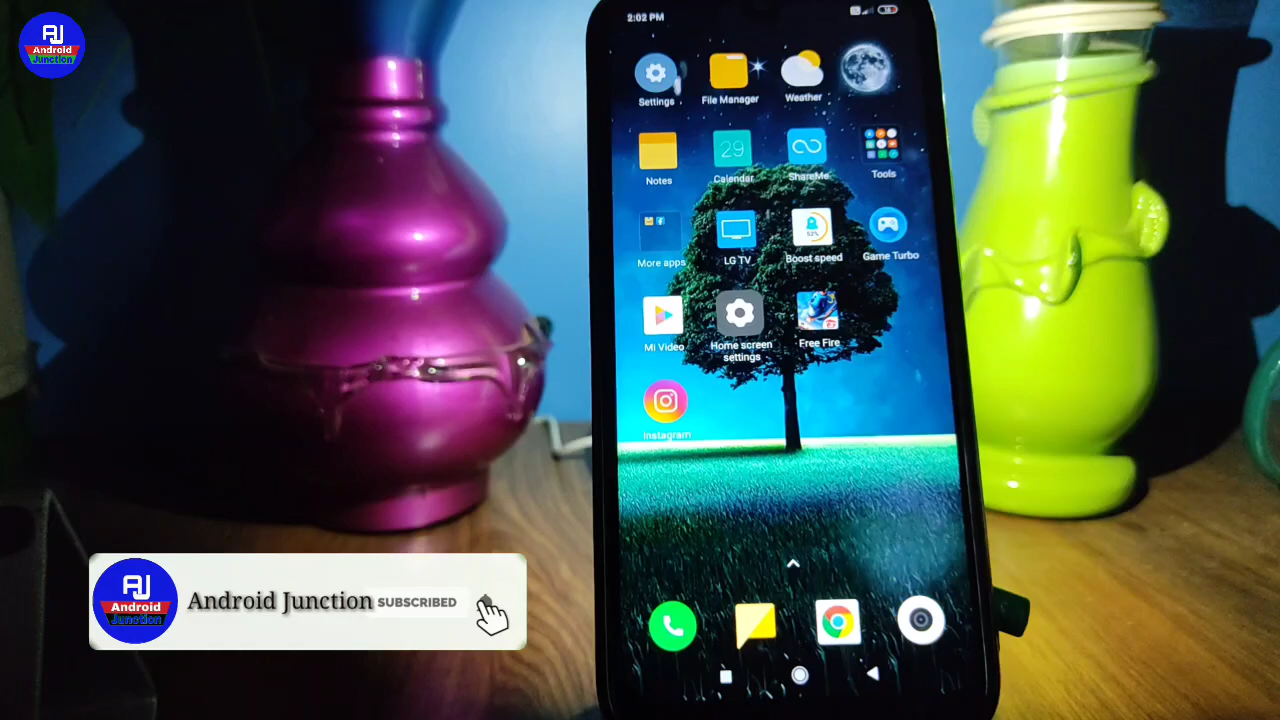 AJ
Android
Junction
2:02 PM
Settings
File Manager
Weather
29
Notes
Calendar
ShareMe
Tools
More apps
LG TV
52%
Boost speed
Game Turbo
Mi Video
Home screen
settings
Free Fire
Instagram
AJ
Android
Junction
Android Junction SUBSCRIBED